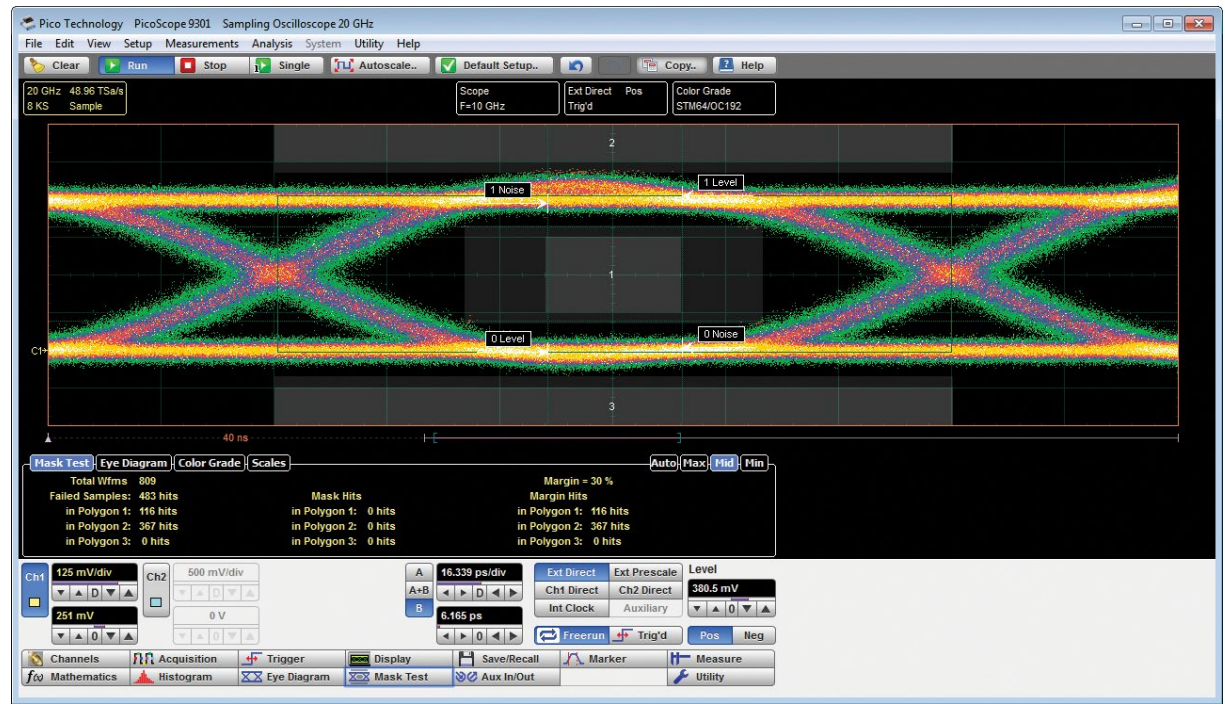 Pico Technology PicoScope 9301 Sampling Oscilloscope 20 GHz
File Edit View Setup Measurements Analysis System Utility Help
Clear Run Stop Single Autoscale.. Default Setup.. Copy.. Help
20 GHz 48.96 TSa/s
8 KS Sample
Scope
F=10 GHz
Ext Direct Pos
Trig'd
Color Grade
STM64/OC192
2
1 Noise
1 Level
1
0 Level
0 Noise
C1
3
40 ns
Mask Test Eye Diagram Color Grade Scales Auto Max Mid Min
Total Wfms 809 Margin = 30 %
Failed Samples: 483 hits Mask Hits Margin Hits
in Polygon 1: 116 hits in Polygon 1: 0 hits in Polygon 1: 116 hits
in Polygon 2: 367 hits in Polygon 2: 0 hits in Polygon 2: 367 hits
in Polygon 3: 0 hits in Polygon 3: 0 hits in Polygon 3: 0 hits
Ch1
125 mV/div
D
251 mV
0
Ch2
500 mV/div
D
0 V
0
A
A+B
B
16.339 ps/div
D
6.165 ps
0
Ext Direct Ext Prescale
Ch1 Direct Ch2 Direct
Int Clock Auxiliary
Freerun Trig'd
Level
380.5 mV
0
Pos Neg
Channels Acquisition Trigger Display Save/Recall Marker Measure
f(x) Mathematics Histogram Eye Diagram Mask Test Aux In/Out Utility